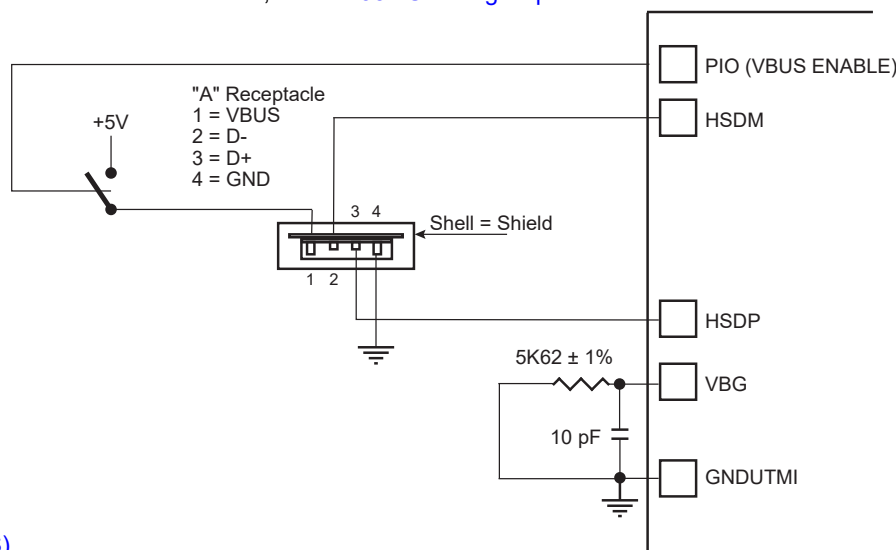 PIO (VBUS ENABLE)
"A" Receptacle
1 = VBUS
2 = D-
3 = D+
4 = GND
+5V
HSDM
3 4
Shell = Shield
1 2
HSDP
5K62 ± 1%
VBG
10 pF
GNDUTMI